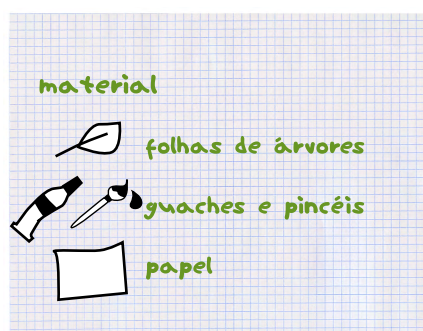 material
folhas de árvores
guaches e pincéis
papel